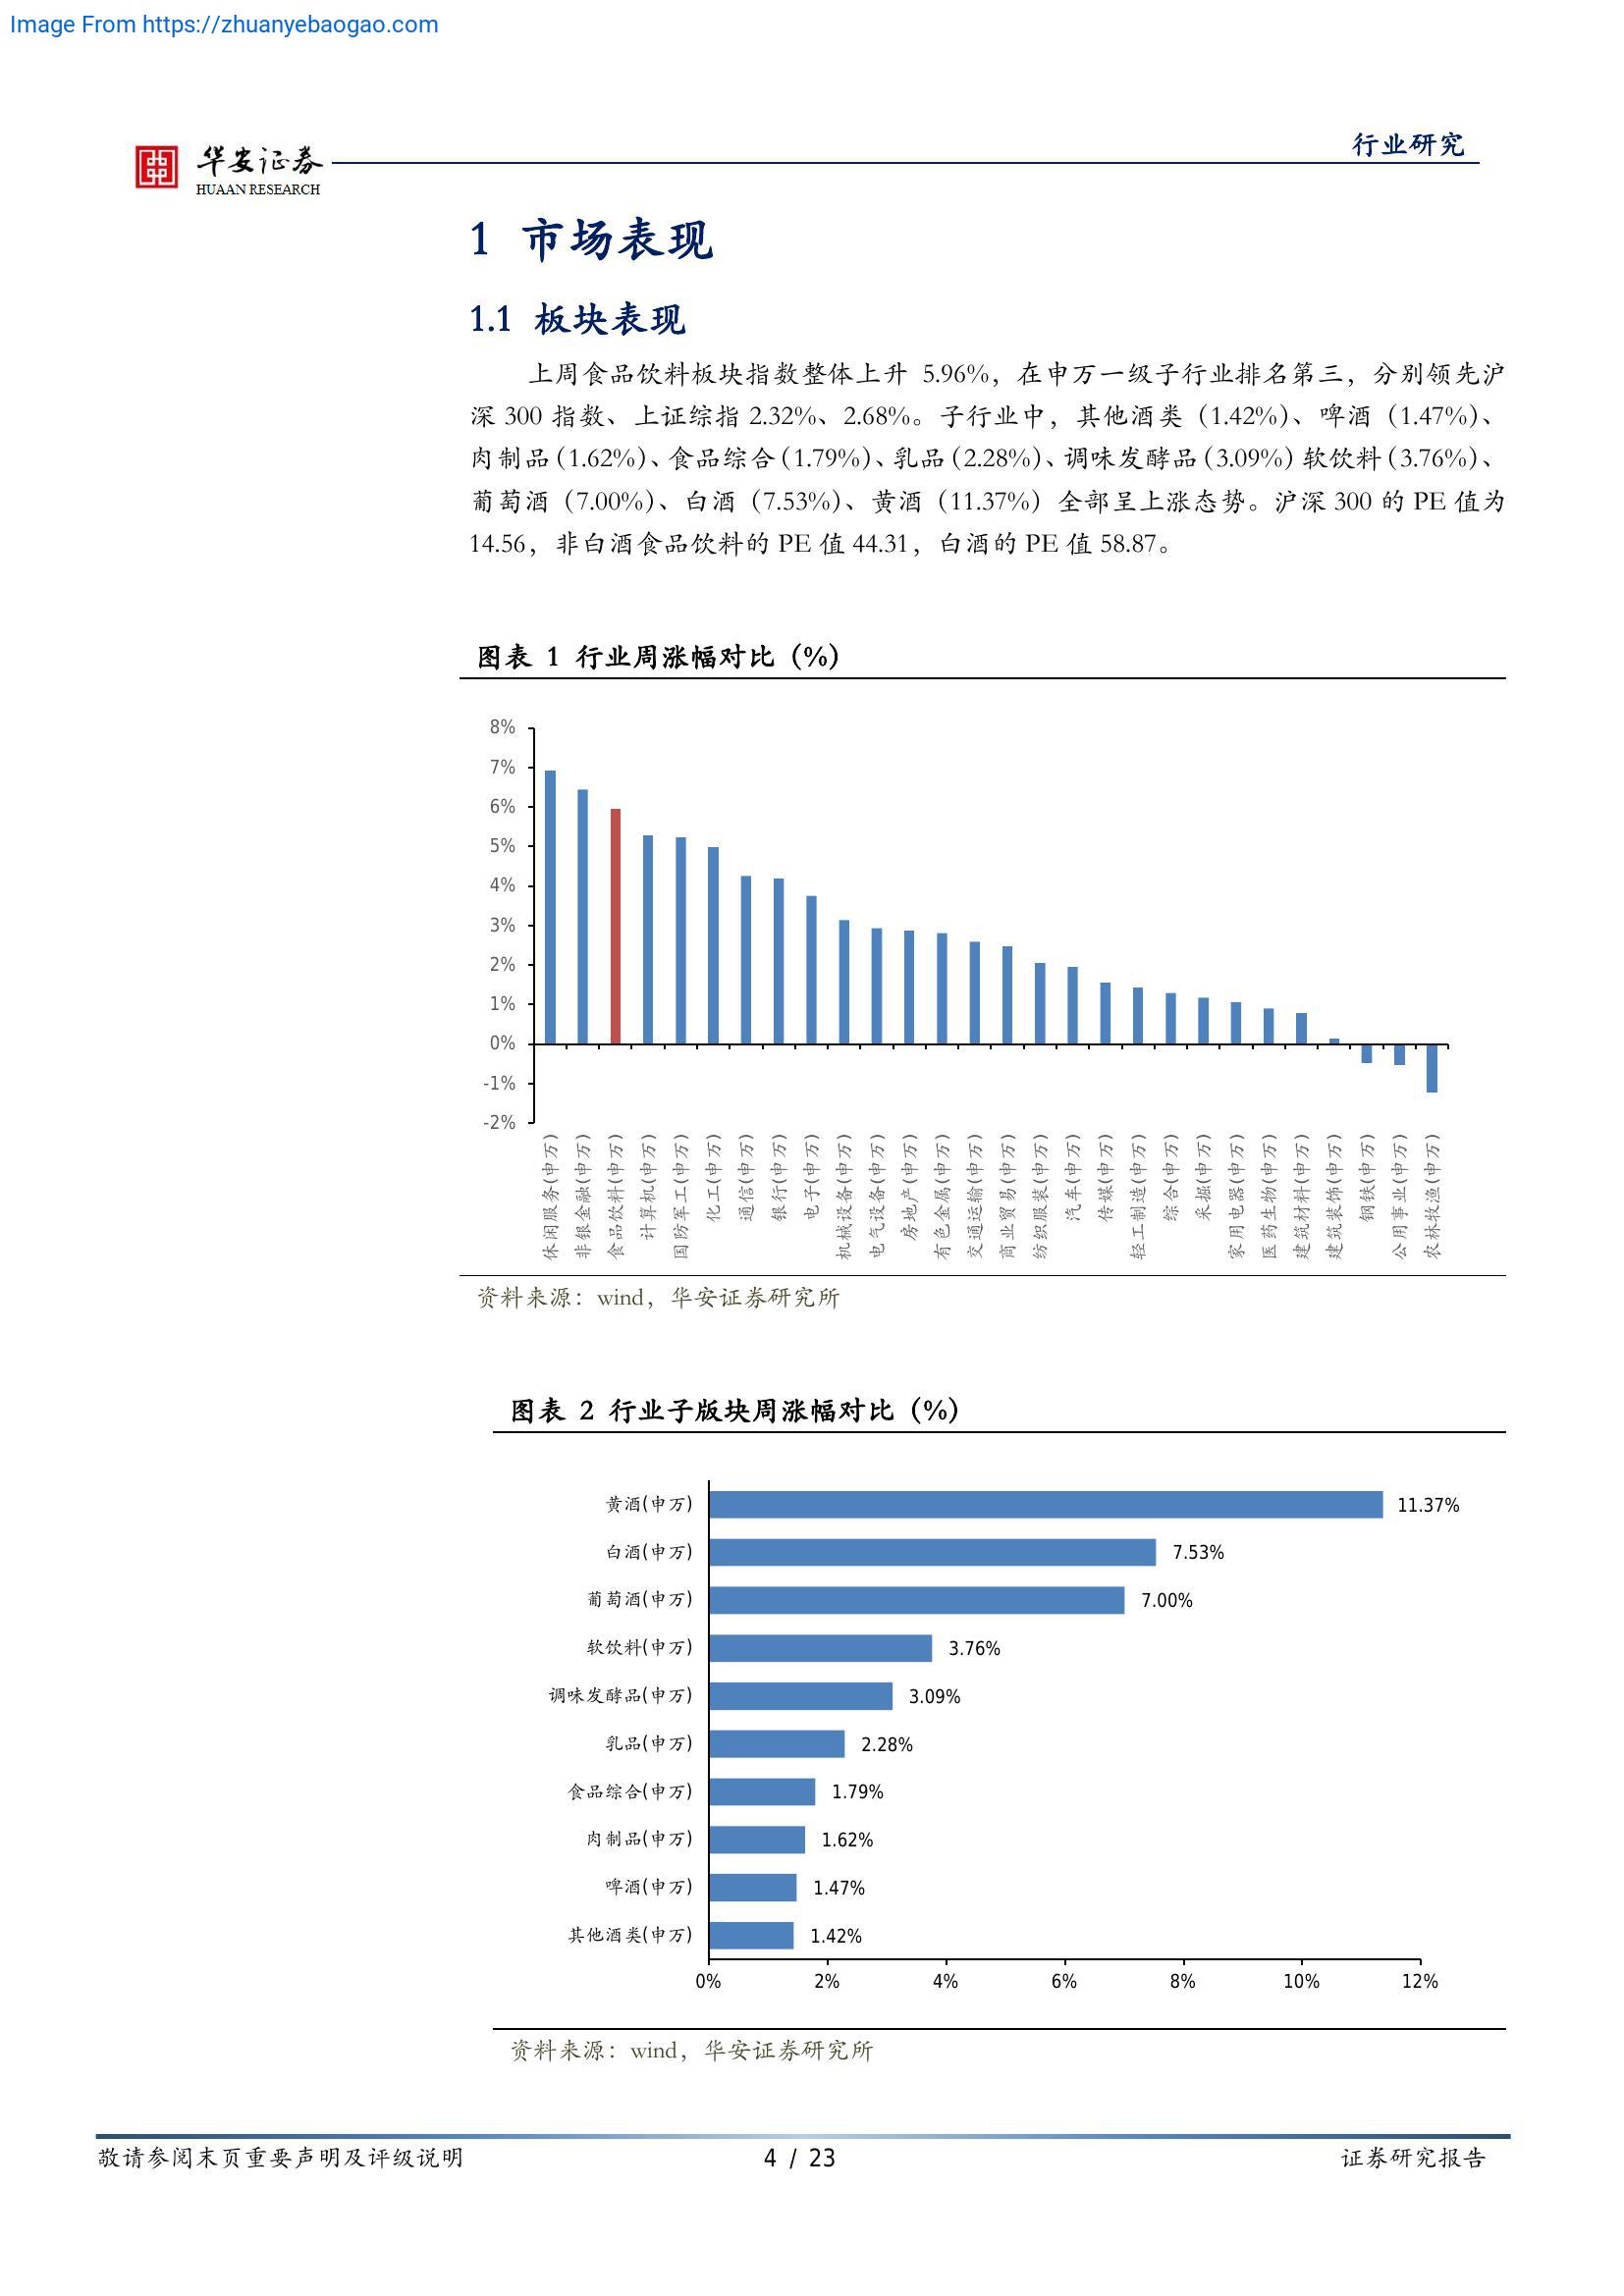 Image From https://zhuanyebaogao.com
华安证券
HUAAN RESEARCH
行业研究
1 市场表现
1.1 板块表现
上周食品饮料板块指数整体上升 5.96%，在申万一级子行业排名第三，分别领先沪
深 300 指数、上证综指 2.32%、2.68%。子行业中，其他酒类（1.42%）、啤酒（1.47%）、
肉制品（1.62%）、食品综合（1.79%）、乳品（2.28%）、调味发酵品（3.09%）软饮料（3.76%）、
葡萄酒（7.00%）、白酒（7.53%）、黄酒（11.37%）全部呈上涨态势。沪深 300 的 PE 值为
14.56，非白酒食品饮料的 PE 值 44.31，白酒的 PE 值 58.87。
图表 1 行业周涨幅对比（%）
8%
7%
6%
5%
4%
3%
2%
1%
0%
-1%
-2%
休闲服务(申万)
非银金融(申万)
食品饮料(申万)
计算机(申万)
国防军工(申万)
化工(申万)
通信(申万)
银行(申万)
电子(申万)
机械设备(申万)
电气设备(申万)
房地产(申万)
有色金属(申万)
交通运输(申万)
商业贸易(申万)
纺织服装(申万)
汽车(申万)
传媒(申万)
轻工制造(申万)
综合(申万)
采掘(申万)
家用电器(申万)
医药生物(申万)
建筑材料(申万)
建筑装饰(申万)
钢铁(申万)
公用事业(申万)
农林牧渔(申万)
资料来源：wind，华安证券研究所
图表 2 行业子版块周涨幅对比（%）
黄酒(申万) 11.37%
白酒(申万) 7.53%
葡萄酒(申万) 7.00%
软饮料(申万) 3.76%
调味发酵品(申万) 3.09%
乳品(申万) 2.28%
食品综合(申万) 1.79%
肉制品(申万) 1.62%
啤酒(申万) 1.47%
其他酒类(申万) 1.42%
0% 2% 4% 6% 8% 10% 12%
资料来源：wind，华安证券研究所
敬请参阅末页重要声明及评级说明 4 / 23 证券研究报告